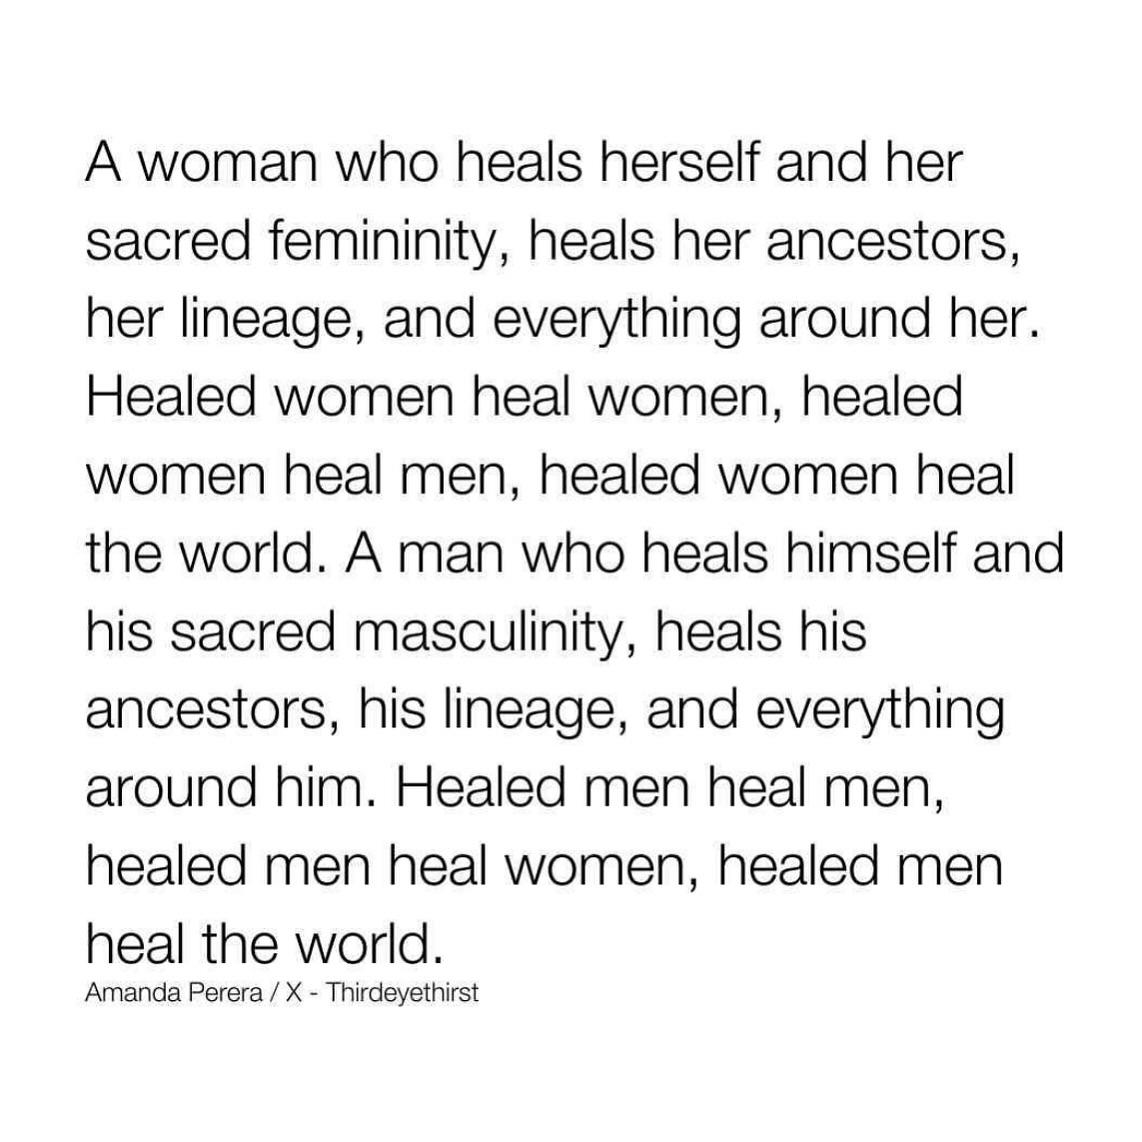 A woman who heals herself and her
sacred femininity, heals her ancestors,
her lineage, and everything around her.
Healed women heal women, healed
women heal men, healed women heal
the world. A man who heals himself and
his sacred masculinity, heals his
ancestors, his lineage, and everything
around him. Healed men heal men,
healed men heal women, healed men
heal the world.
Amanda Perera / X - Thirdeyethirst